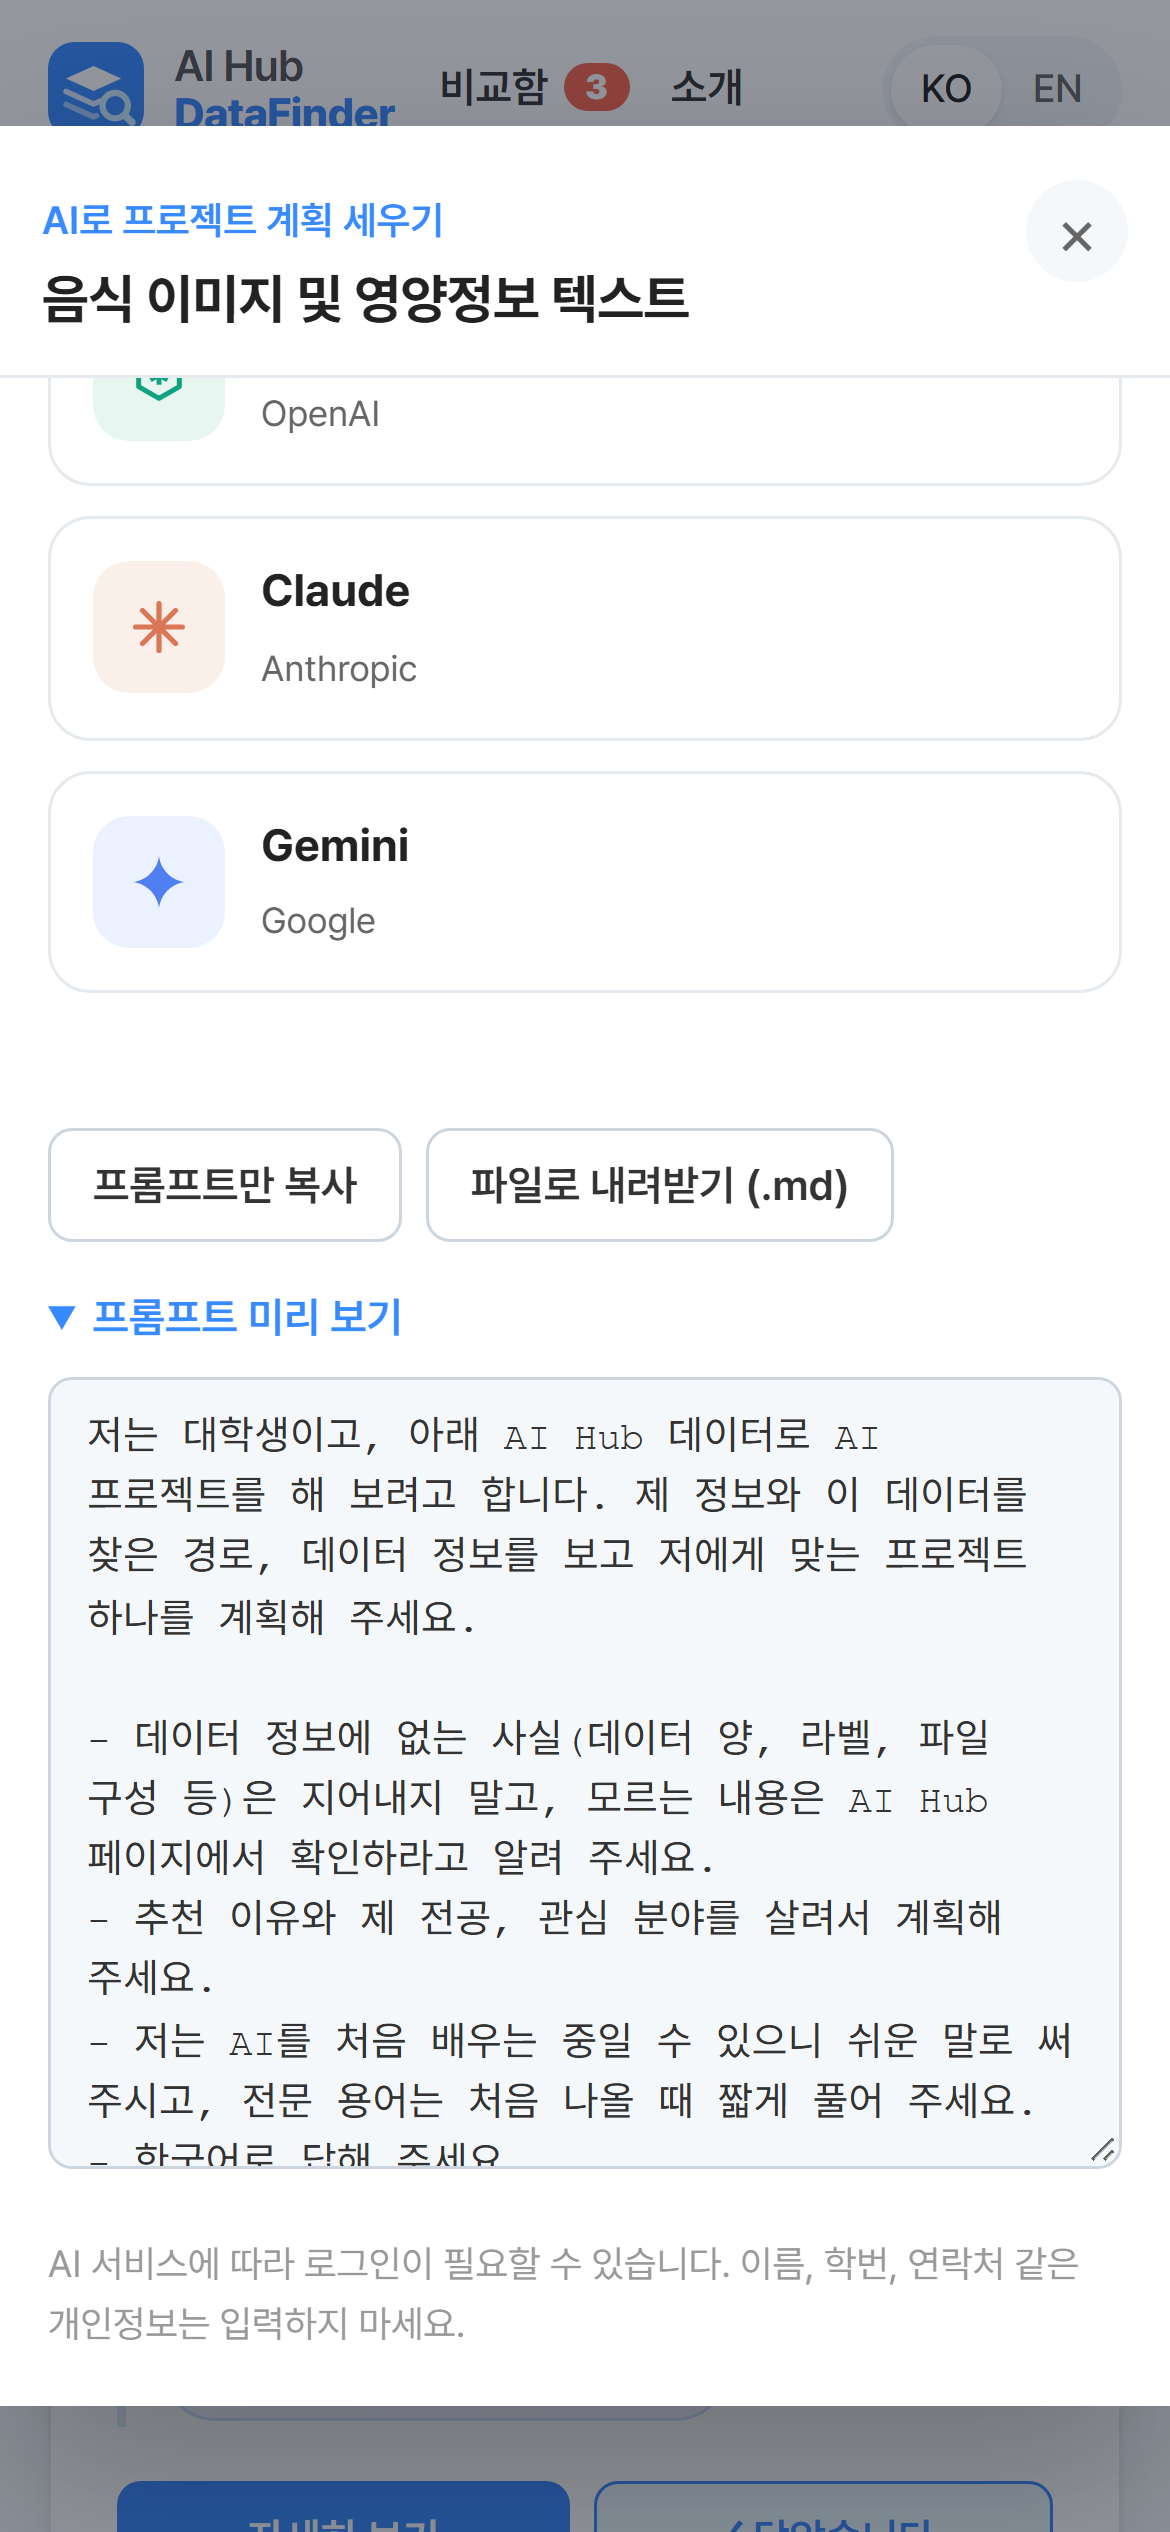 AI Hub
DataFinder
비교함 3 소개
KO EN
AI로 프로젝트 계획 세우기
음식 이미지 및 영양정보 텍스트
OpenAI
Claude
Anthropic
Gemini
Google
프롬프트만 복사
파일로 내려받기 (.md)
▼ 프롬프트 미리 보기
저는 대학생이고, 아래 AI Hub 데이터로 AI
프로젝트를 해 보려고 합니다. 제 정보와 이 데이터를
찾은 경로, 데이터 정보를 보고 저에게 맞는 프로젝트
하나를 계획해 주세요.
- 데이터 정보에 없는 사실(데이터 양, 라벨, 파일
구성 등)은 지어내지 말고, 모르는 내용은 AI Hub
페이지에서 확인하라고 알려 주세요.
- 추천 이유와 제 전공, 관심 분야를 살려서 계획해
주세요.
- 저는 AI를 처음 배우는 중일 수 있으니 쉬운 말로 써
주시고, 전문 용어는 처음 나올 때 짧게 풀어 주세요.
- 한국어로 답해 주세요
AI 서비스에 따라 로그인이 필요할 수 있습니다. 이름, 학번, 연락처 같은
개인정보는 입력하지 마세요.